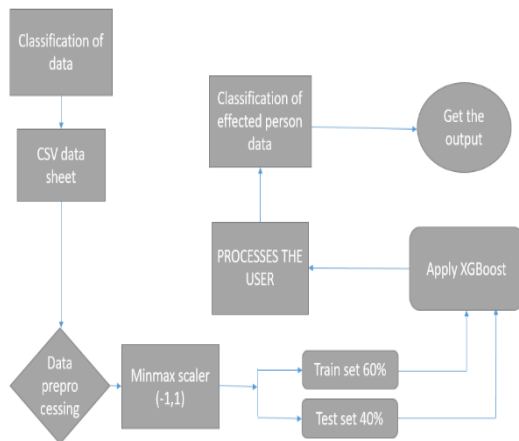 Classification of
data
CSV data
sheet
Data
prepro
cessing
Minmax scaler
(-1,1)
Train set 60%
Test set 40%
Apply XGBoost
PROCESSES THE
USER
Classification of
effected person
data
Get the
output